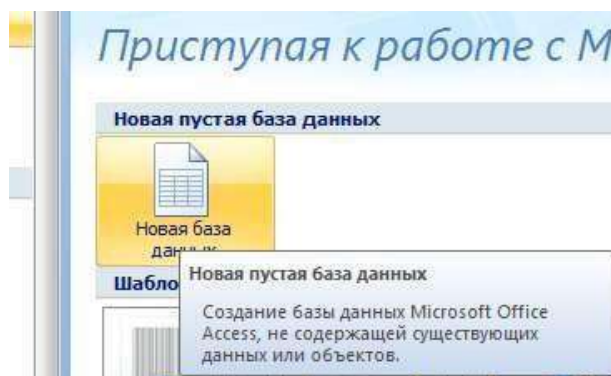 Приступая к работе с M
Новая пустая база данных
Новая база
данных
Шабло
Новая пустая база данных
Создание базы данных Microsoft Office
Access, не содержащей существующих
данных или объектов.